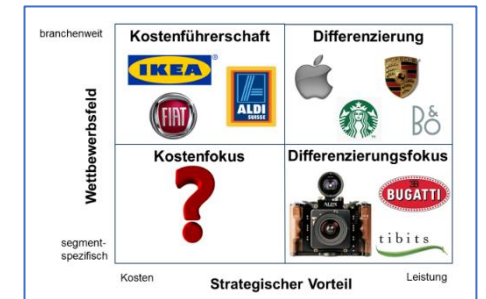 branchenweit
Kostenführerschaft
Differenzierung
IKEA
®
FIAT
ALDI
SUISSE
B&O
Wettbewerbsfeld
Kostenfokus
Differenzierungsfokus
?
ALPA
BUGATTI
tibits
segment-
spezifisch
Kosten
Strategischer Vorteil
Leistung